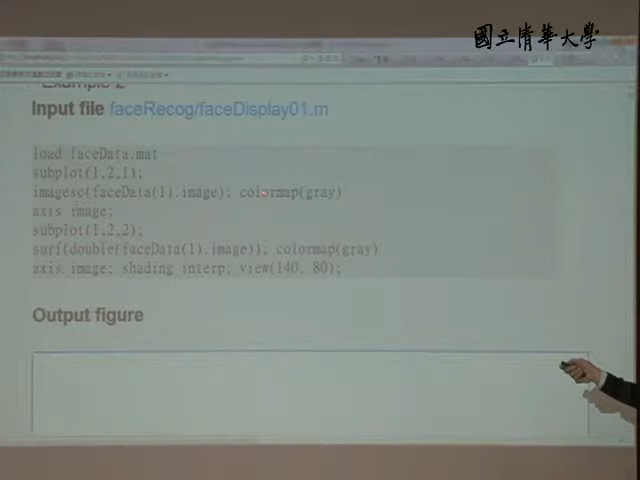 國立清華大學
Example 2
Input file faceRecog/faceDisplay01.m
load faceData.mat
subplot(1,2,1);
imagesc(faceData(1).image); colormap(gray)
axis image;
subplot(1,2,2);
surf(double(faceData(1).image)); colormap(gray)
axis image; shading interp; view(140, 80);
Output figure